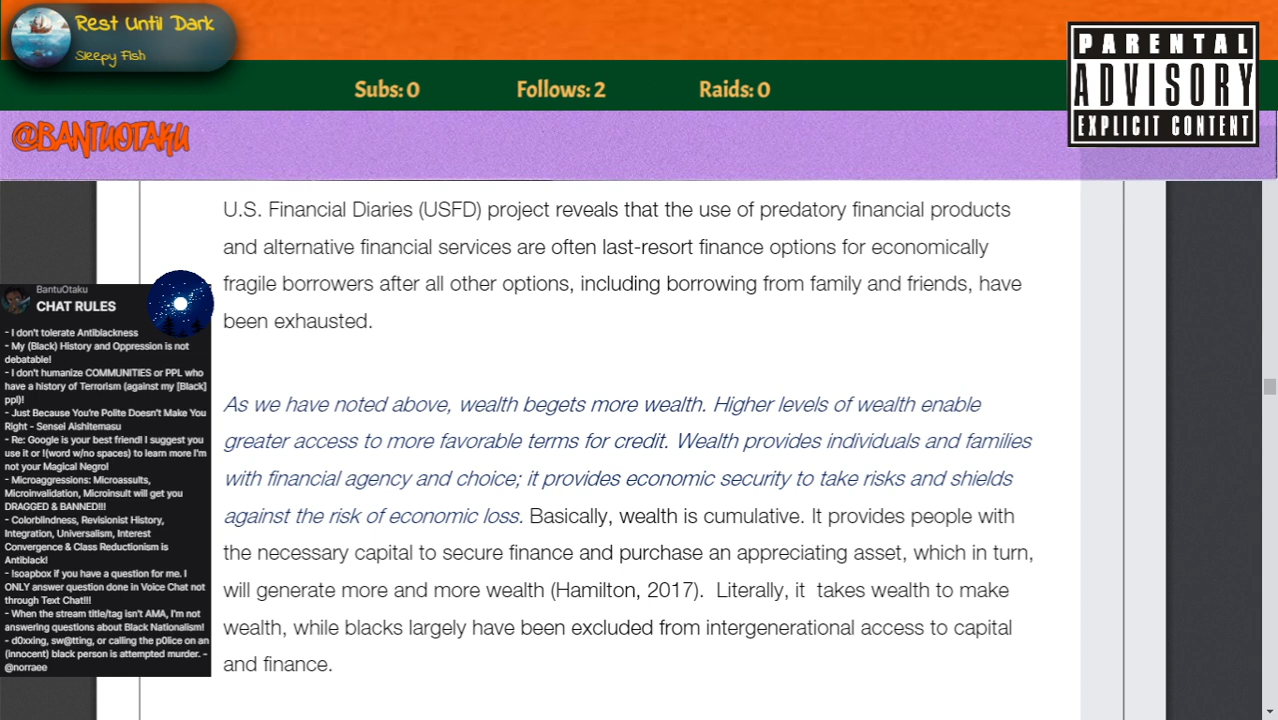 Rest Until Dark
Sleepy Fish
PARENTAL
ADVISORY
EXPLICIT CONTENT
Subs: 0
Follows: 2
Raids: 0
@BANTUOTAKU
U.S. Financial Diaries (USFD) project reveals that the use of predatory financial products
and alternative financial services are often last-resort finance options for economically
fragile borrowers after all other options, including borrowing from family and friends, have
been exhausted.
As we have noted above, wealth begets more wealth. Higher levels of wealth enable
greater access to more favorable terms for credit. Wealth provides individuals and families
with financial agency and choice; it provides economic security to take risks and shields
against the risk of economic loss. Basically, wealth is cumulative. It provides people with
the necessary capital to secure finance and purchase an appreciating asset, which in turn,
will generate more and more wealth (Hamilton, 2017). Literally, it takes wealth to make
wealth, while blacks largely have been excluded from intergenerational access to capital
and finance.
BantuOtaku
CHAT RULES
- I don't tolerate Antiblackness
- My (Black) History and Oppression is not
debatable!
- I don't humanize COMMUNITIES or PPL who
have a history of Terrorism (against my [Black]
ppl)!
- Just Because You're Polite Doesn't Make You
Right - Sensei Aishitemasu
- Re: Google is your best friend! I suggest you
use it or !(word w/no spaces) to learn more I'm
not your Magical Negro!
- Microaggressions: Microassults,
Microinvalidation, Microinsult will get you
DRAGGED & BANNED!!!
- Colorblindness, Revisionist History,
Integration, Universalism, Interest
Convergence & Class Reductionism is
Antiblack!
- !soapbox if you have a question for me. I
ONLY answer question done in Voice Chat not
through Text Chat!!!
- When the stream title/tag isn't AMA, I'm not
answering questions about Black Nationalism!
- d0xxing, sw@tting, or calling the p0lice on an
(innocent) black person is attempted murder. -
@norraee